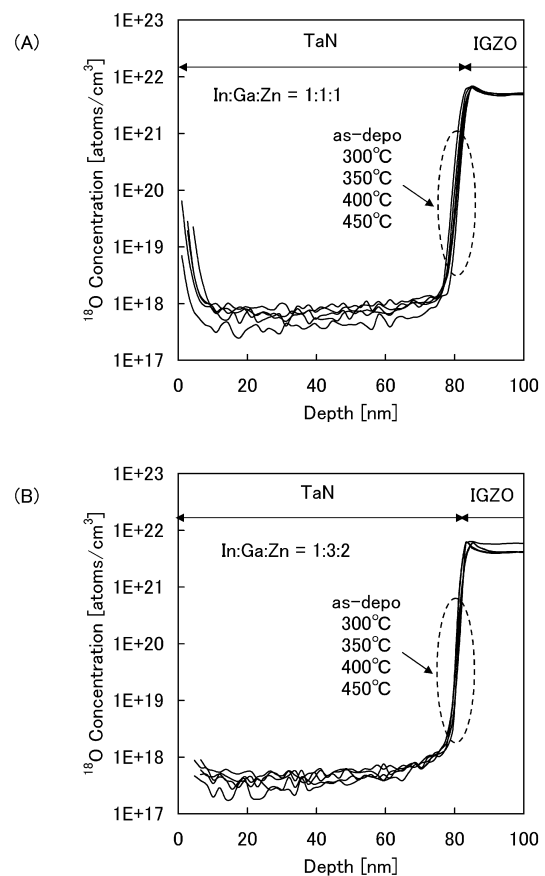 (A)
1E+23
1E+22
1E+21
1E+20
1E+19
1E+18
1E+17
¹⁸O Concentration [atoms/cm³]
TaN
IGZO
In:Ga:Zn = 1:1:1
as-depo
300℃
350℃
400℃
450℃
0 20 40 60 80 100
Depth [nm]
(B)
1E+23
1E+22
1E+21
1E+20
1E+19
1E+18
1E+17
¹⁸O Concentration [atoms/cm³]
TaN
IGZO
In:Ga:Zn = 1:3:2
as-depo
300℃
350℃
400℃
450℃
0 20 40 60 80 100
Depth [nm]